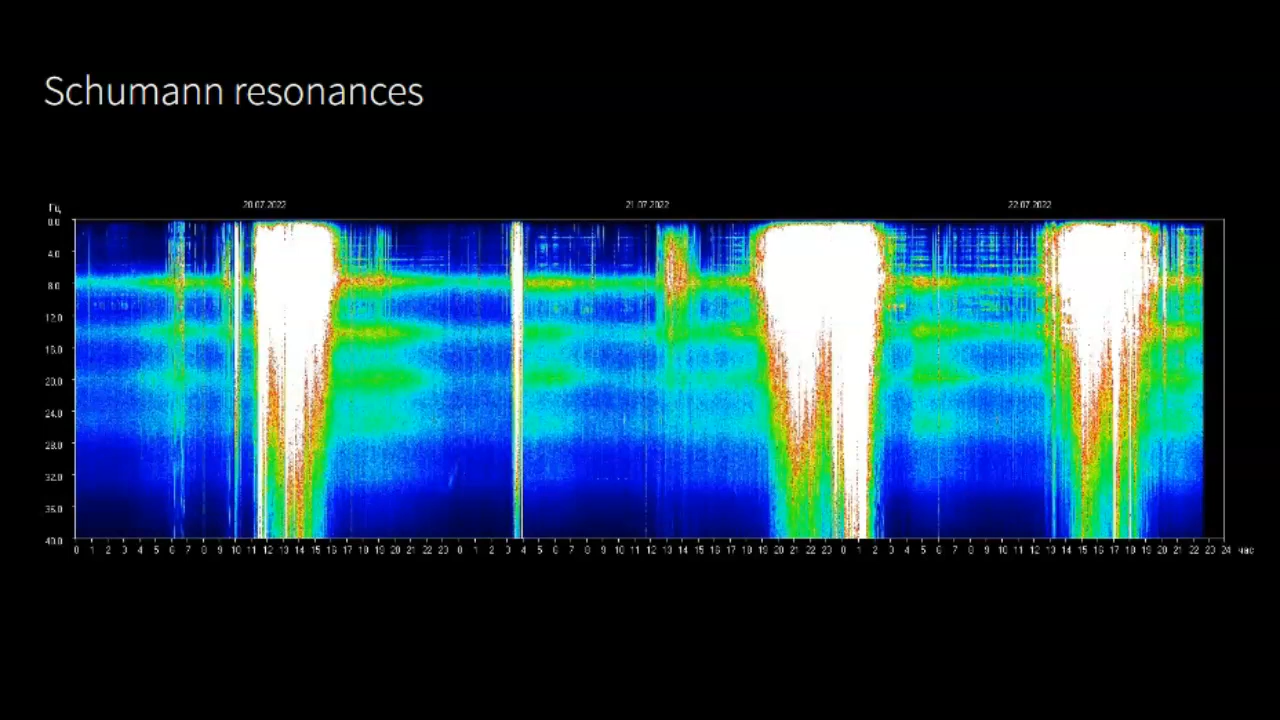 Schumann resonances
20.07.2022 21.07.2022 22.07.2022
Гц
0.0
4.0
8.0
12.0
16.0
20.0
24.0
28.0
32.0
36.0
40.0
0 1 2 3 4 5 6 7 8 9 10 11 12 13 14 15 16 17 18 19 20 21 22 23 0 1 2 3 4 5 6 7 8 9 10 11 12 13 14 15 16 17 18 19 20 21 22 23 0 1 2 3 4 5 6 7 8 9 10 11 12 13 14 15 16 17 18 19 20 21 22 23 24 час